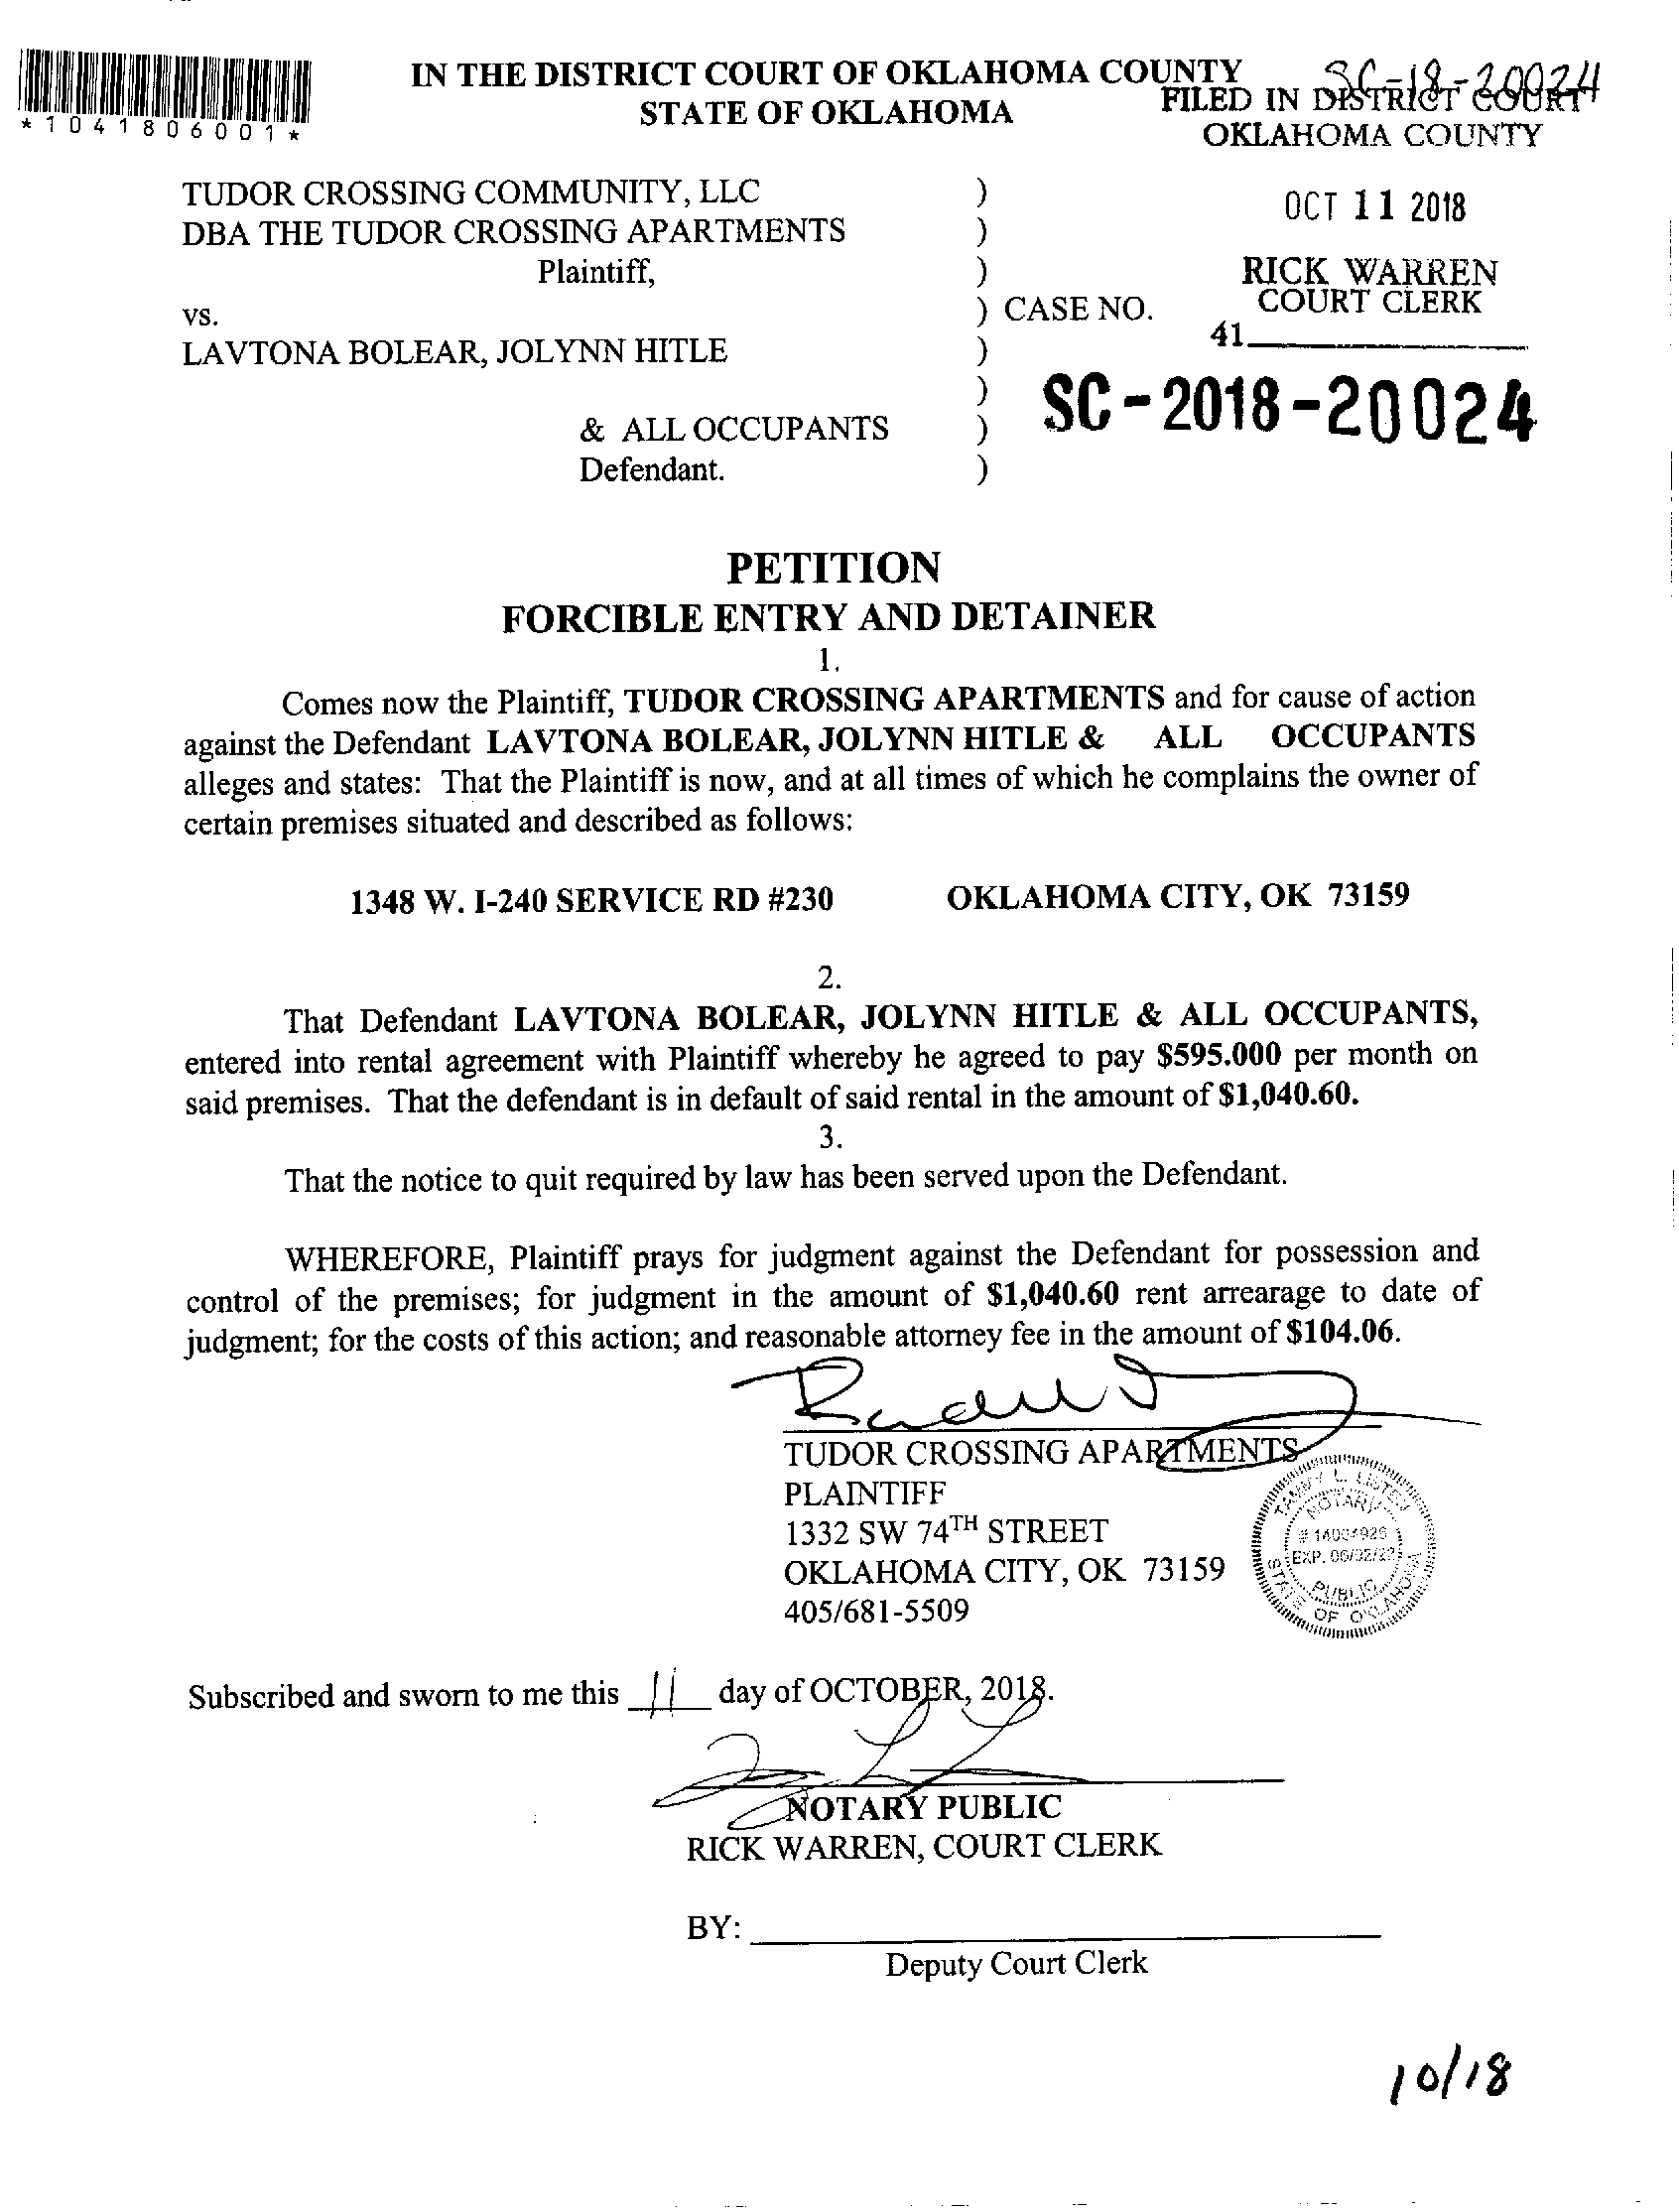 IN THE DISTRICT COURT OF OKLAHOMA COUNTY
STATE OF OKLAHOMA
SC-18-20024
FILED IN DISTRICT COURT
OKLAHOMA COUNTY
*1041806001*
OCT 11 2018
RICK WARREN
COURT CLERK
41
TUDOR CROSSING COMMUNITY, LLC )
DBA THE TUDOR CROSSING APARTMENTS )
Plaintiff, )
vs. ) CASE NO.
LAVTONA BOLEAR, JOLYNN HITLE )
)
& ALL OCCUPANTS )
Defendant. )
SC-2018-20024
PETITION
FORCIBLE ENTRY AND DETAINER
1.
Comes now the Plaintiff, TUDOR CROSSING APARTMENTS and for cause of action
against the Defendant LAVTONA BOLEAR, JOLYNN HITLE & ALL OCCUPANTS
alleges and states: That the Plaintiff is now, and at all times of which he complains the owner of
certain premises situated and described as follows:
1348 W. I-240 SERVICE RD #230 OKLAHOMA CITY, OK 73159
2.
That Defendant LAVTONA BOLEAR, JOLYNN HITLE & ALL OCCUPANTS,
entered into rental agreement with Plaintiff whereby he agreed to pay $595.000 per month on
said premises. That the defendant is in default of said rental in the amount of $1,040.60.
3.
That the notice to quit required by law has been served upon the Defendant.
WHEREFORE, Plaintiff prays for judgment against the Defendant for possession and
control of the premises; for judgment in the amount of $1,040.60 rent arrearage to date of
judgment; for the costs of this action; and reasonable attorney fee in the amount of $104.06.
TUDOR CROSSING APARTMENTS
PLAINTIFF
1332 SW 74TH STREET
OKLAHOMA CITY, OK 73159
405/681-5509
TAMMY L.
NOTARY
EXP.
PUBLIC
STATE OF OKLAHOMA
Subscribed and sworn to me this 11 day of OCTOBER, 2018.
NOTARY PUBLIC
RICK WARREN, COURT CLERK
BY:
Deputy Court Clerk
10/18